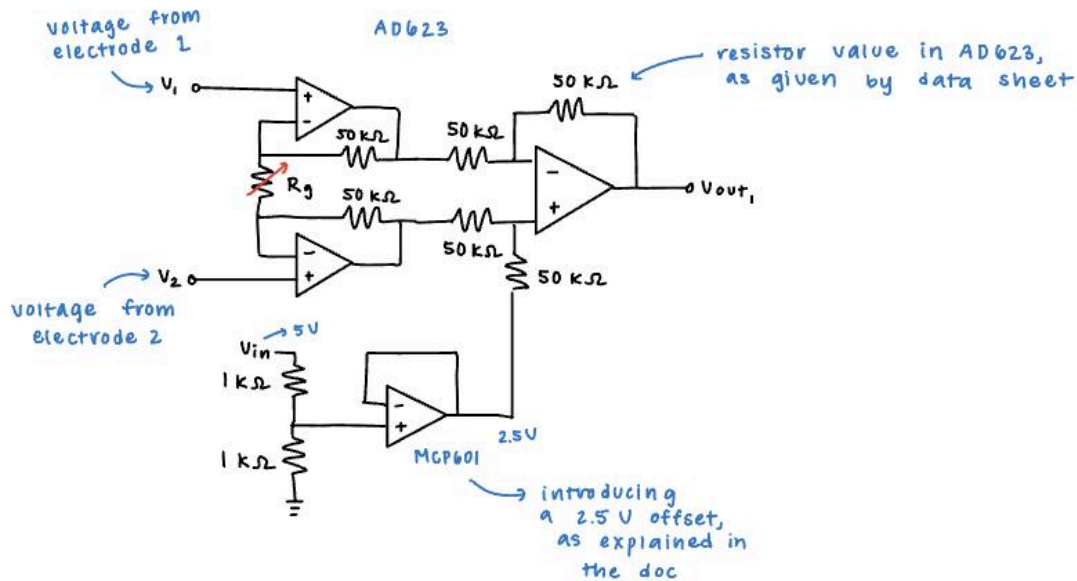 voltage from
electrode 1
AD623
resistor value in AD623,
as given by data sheet
V₁
+
-
50 kΩ
50 kΩ
50 kΩ
Rg
-
+
Vout₁
50 kΩ
50 kΩ
50 kΩ
-
+
V₂
voltage from
electrode 2
Vin
5V
1 kΩ
-
+
2.5V
1 kΩ
MCP601
introducing
a 2.5 V offset,
as explained in
the doc